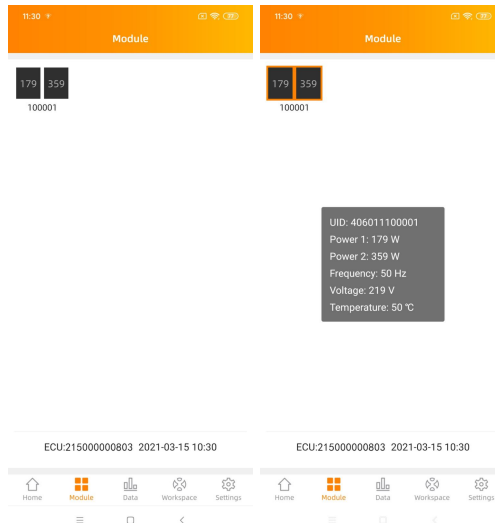 11:30
Module
179 359
100001
ECU:215000000803 2021-03-15 10:30
Home Module Data Workspace Settings
11:30
Module
179 359
100001
UID: 406011100001
Power 1: 179 W
Power 2: 359 W
Frequency: 50 Hz
Voltage: 219 V
Temperature: 50 ℃
ECU:215000000803 2021-03-15 10:30
Home Module Data Workspace Settings